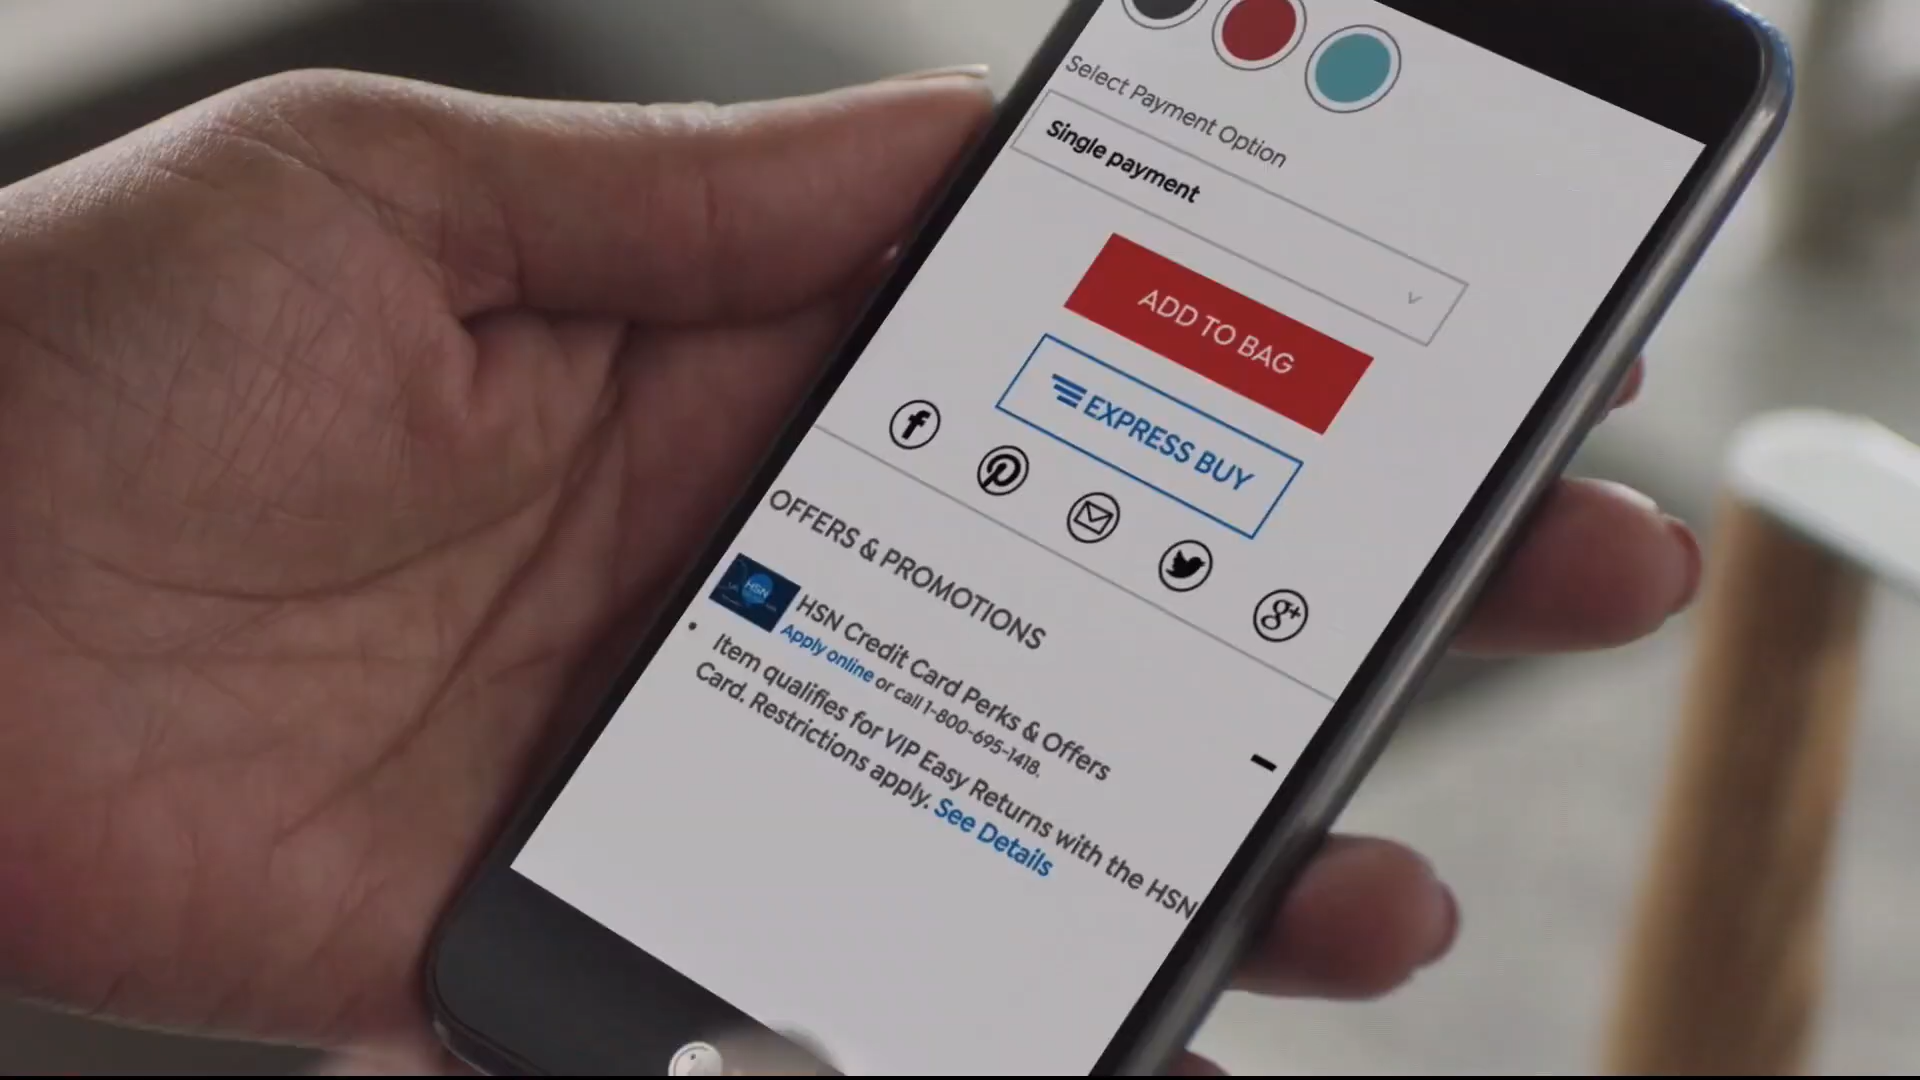 Select Payment Option
Single payment
ADD TO BAG
EXPRESS BUY
OFFERS & PROMOTIONS
HSN
HSN Credit Card Perks & Offers
Apply online or call 1-800-695-1418.
• Item qualifies for VIP Easy Returns with the HSN
Card. Restrictions apply. See Details